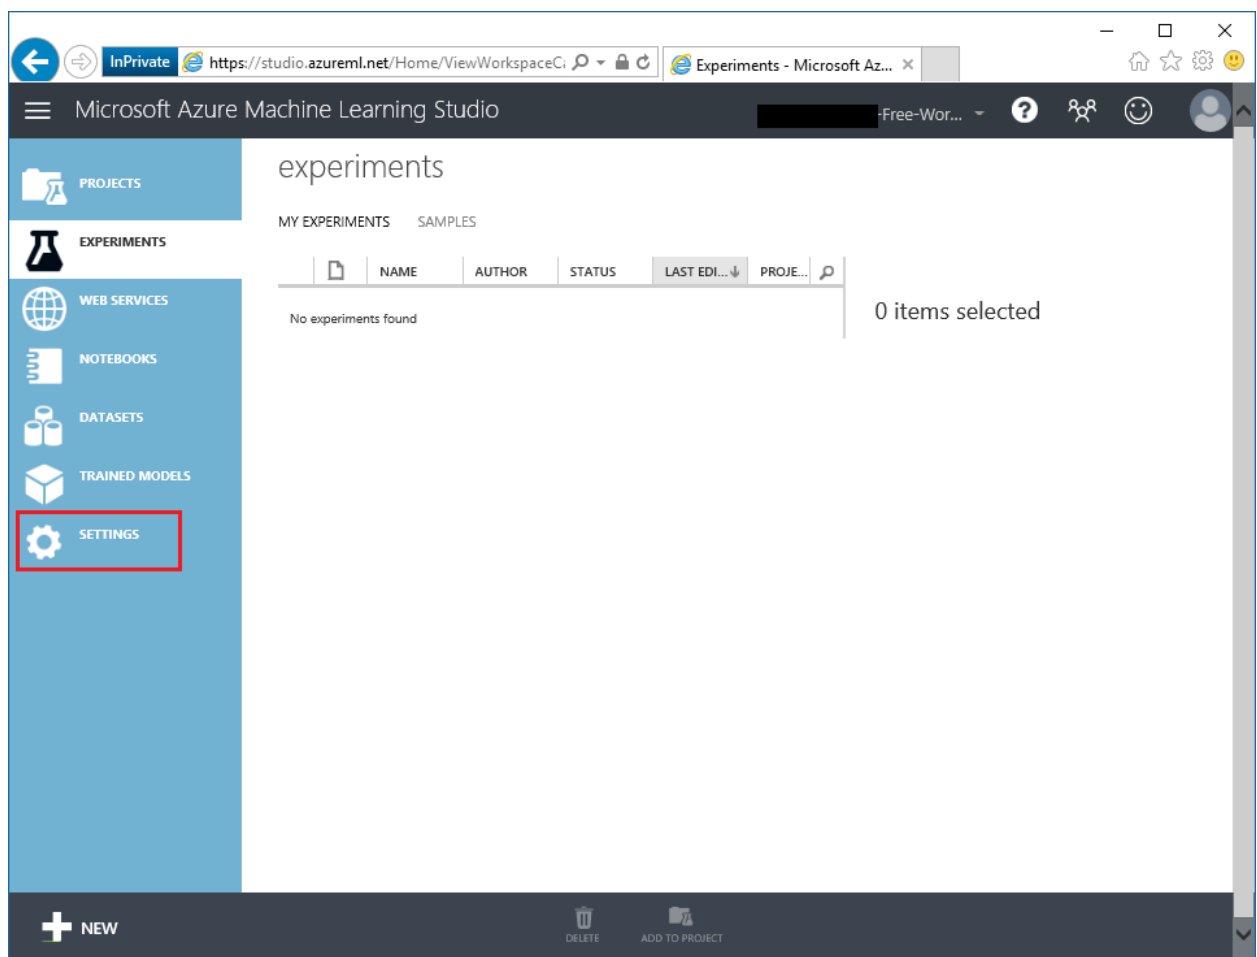 InPrivate https://studio.azureml.net/Home/ViewWorkspaceC Experiments - Microsoft Az...
Microsoft Azure Machine Learning Studio -Free-Wor... ?
PROJECTS
EXPERIMENTS
WEB SERVICES
NOTEBOOKS
DATASETS
TRAINED MODELS
SETTINGS
experiments
MY EXPERIMENTS SAMPLES
NAME AUTHOR STATUS LAST EDI... PROJE...
No experiments found
0 items selected
NEW
DELETE
ADD TO PROJECT